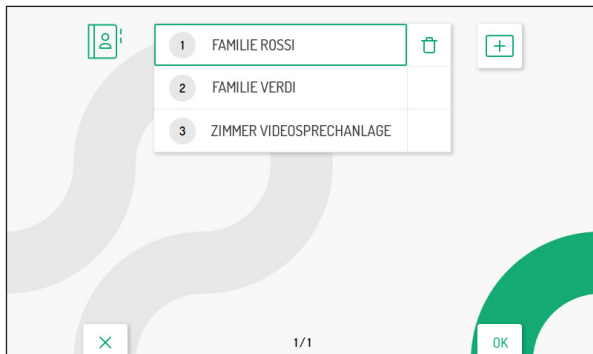 1 FAMILIE ROSSI
2 FAMILIE VERDI
3 ZIMMER VIDEOSPRECHANLAGE
1/1
OK